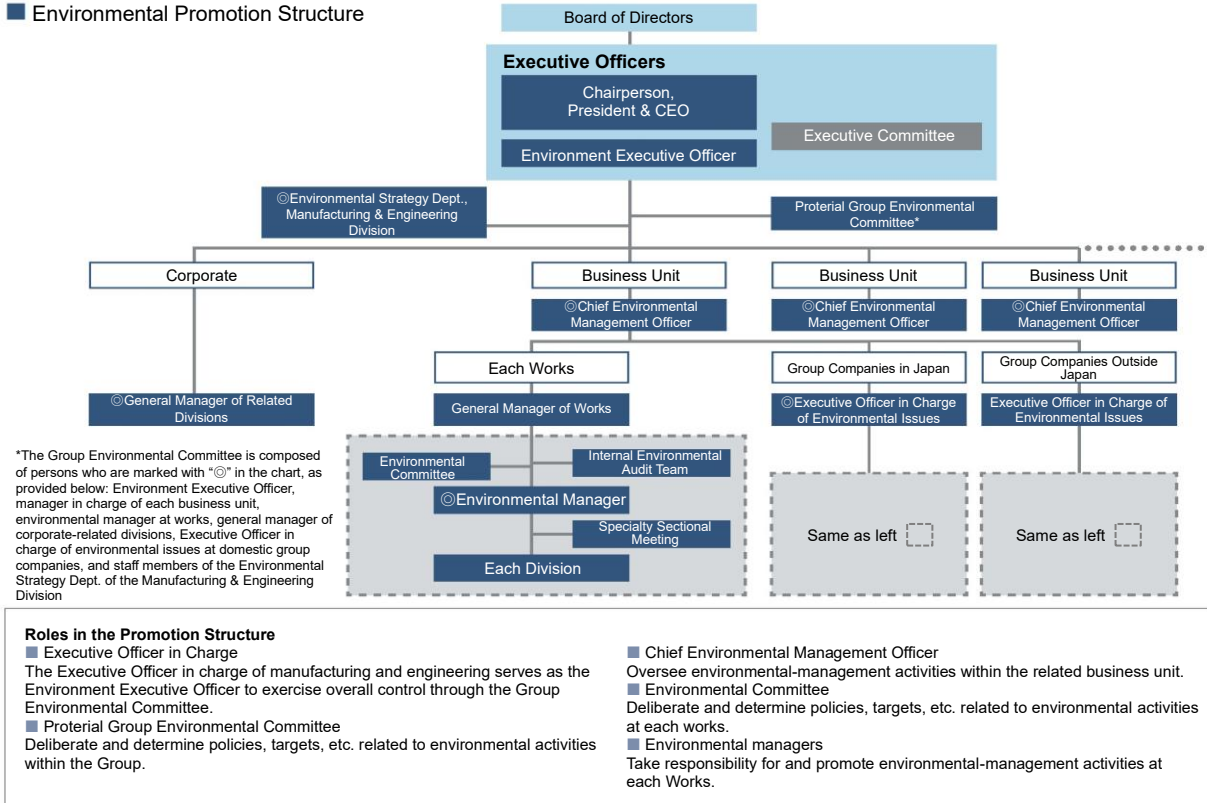 Environmental Promotion Structure
Board of Directors
Executive Officers
Chairperson,
President & CEO
Executive Committee
Environment Executive Officer
◎Environmental Strategy Dept.,
Manufacturing & Engineering
Division
Proterial Group Environmental
Committee*
Corporate
Business Unit
Business Unit
Business Unit
◎Chief Environmental
Management Officer
◎Chief Environmental
Management Officer
◎Chief Environmental
Management Officer
Each Works
Group Companies in Japan
Group Companies Outside
Japan
◎General Manager of Related
Divisions
General Manager of Works
◎Executive Officer in Charge
of Environmental Issues
Executive Officer in Charge of
Environmental Issues
*The Group Environmental Committee is composed
of persons who are marked with “◎” in the chart, as
provided below: Environment Executive Officer,
manager in charge of each business unit,
environmental manager at works, general manager of
corporate-related divisions, Executive Officer in
charge of environmental issues at domestic group
companies, and staff members of the Environmental
Strategy Dept. of the Manufacturing & Engineering
Division
Environmental
Committee
Internal Environmental
Audit Team
◎Environmental Manager
Specialty Sectional
Meeting
Each Division
Same as left
Same as left
Roles in the Promotion Structure
Executive Officer in Charge
The Executive Officer in charge of manufacturing and engineering serves as the
Environment Executive Officer to exercise overall control through the Group
Environmental Committee.
Proterial Group Environmental Committee
Deliberate and determine policies, targets, etc. related to environmental activities
within the Group.
Chief Environmental Management Officer
Oversee environmental-management activities within the related business unit.
Environmental Committee
Deliberate and determine policies, targets, etc. related to environmental activities
at each works.
Environmental managers
Take responsibility for and promote environmental-management activities at
each Works.